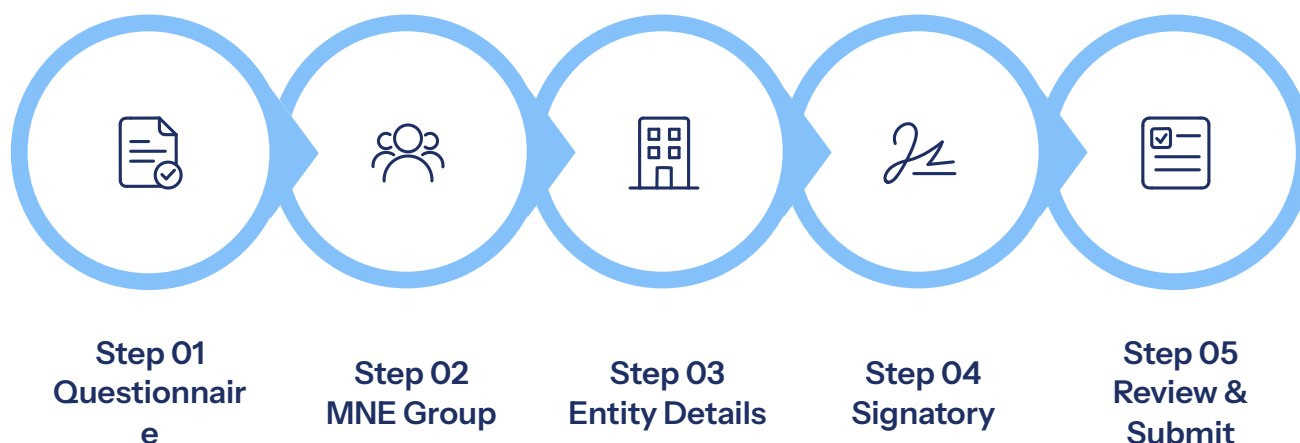 Step 01
Questionnair
e
Step 02
MNE Group
Step 03
Entity Details
Step 04
Signatory
Step 05
Review &
Submit